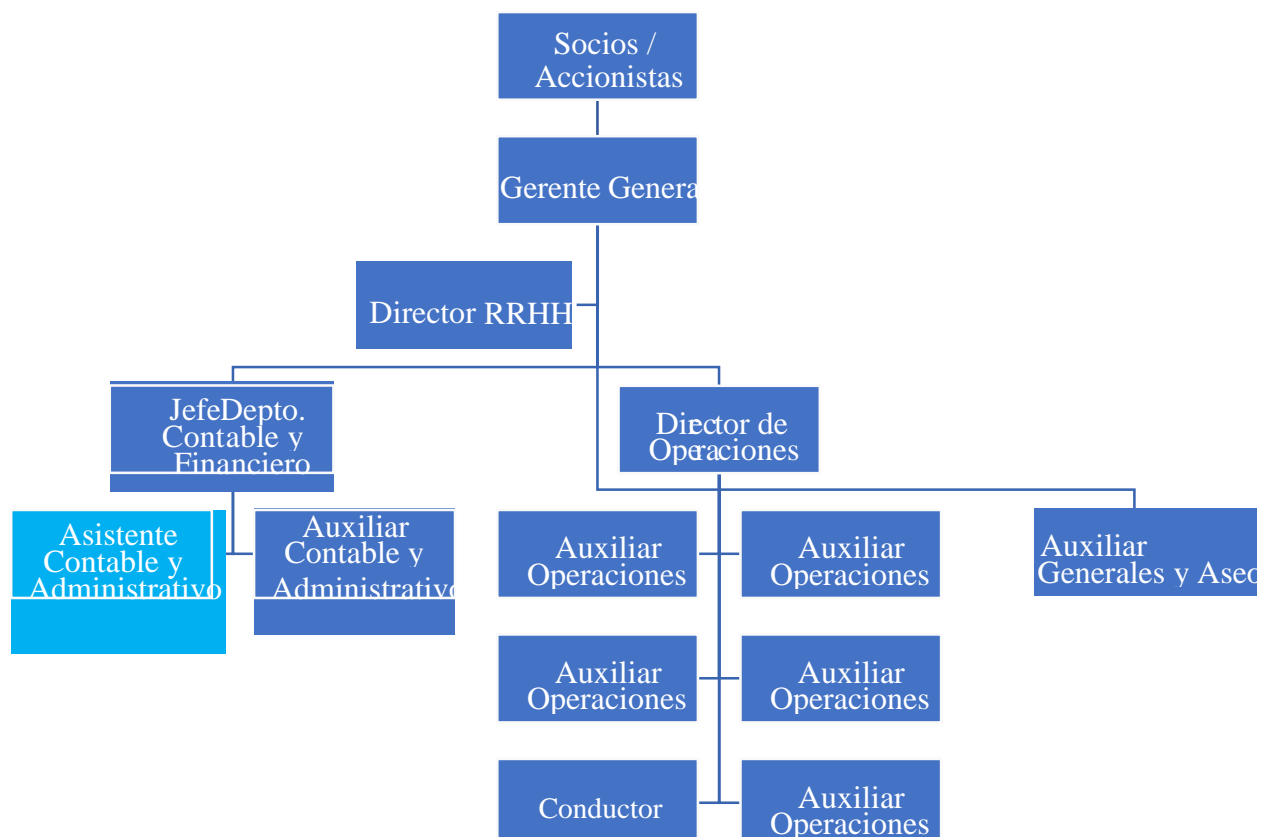 Socios /
Accionistas
Gerente Genera
Director RRHH
JefeDepto.
Contable y
Financiero
Director de
Operaciones
Asistente
Contable y
Administrativo
Auxiliar
Contable y
Administrativo
Auxiliar
Operaciones
Auxiliar
Operaciones
Auxiliar
Generales y Aseo
Auxiliar
Operaciones
Auxiliar
Operaciones
Conductor
Auxiliar
Operaciones